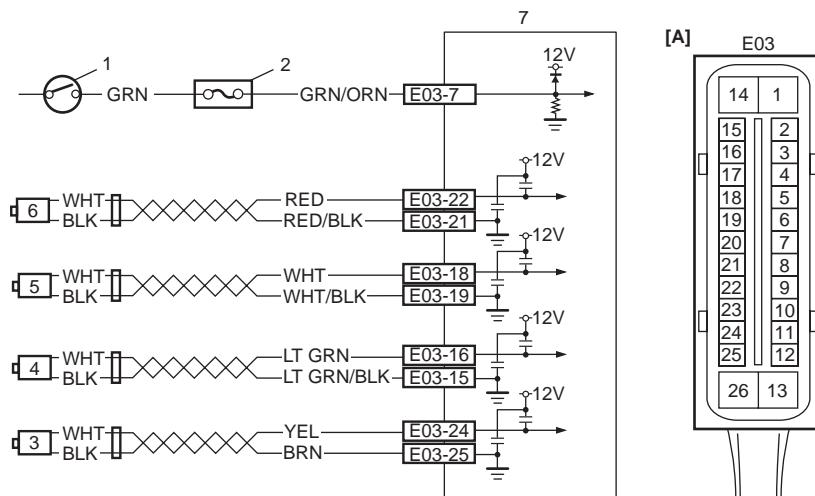 7
[A]
E03
1
2
12V
GRN
GRN/ORN
E03-7
12V
6
WHT
RED
E03-22
BLK
RED/BLK
E03-21
12V
5
WHT
WHT
E03-18
BLK
WHT/BLK
E03-19
12V
4
WHT
LT GRN
E03-16
BLK
LT GRN/BLK
E03-15
12V
3
WHT
YEL
E03-24
BLK
BRN
E03-25
14 1
15 2
16 3
17 4
18 5
19 6
20 7
21 8
22 9
23 10
24 11
25 12
26 13